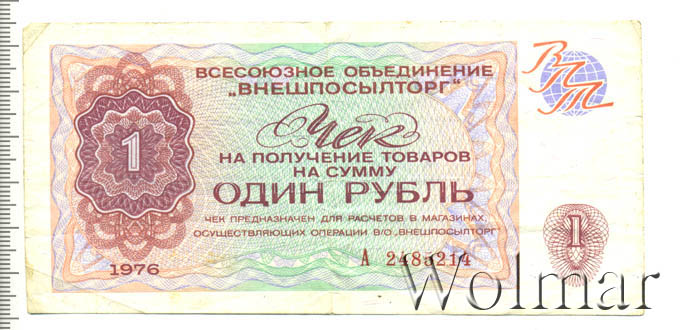 ВСЕСОЮЗНОЕ ОБЪЕДИНЕНИЕ
„ВНЕШПОСЫЛТОРГ"
ВПТ
Чек
НА ПОЛУЧЕНИЕ ТОВАРОВ
НА СУММУ
ОДИН РУБЛЬ
ЧЕК ПРЕДНАЗНАЧЕН ДЛЯ РАСЧЕТОВ В МАГАЗИНАХ,
ОСУЩЕСТВЛЯЮЩИХ ОПЕРАЦИИ В/О „ВНЕШПОСЫЛТОРГ"
1
1
1976
А
Wolmar